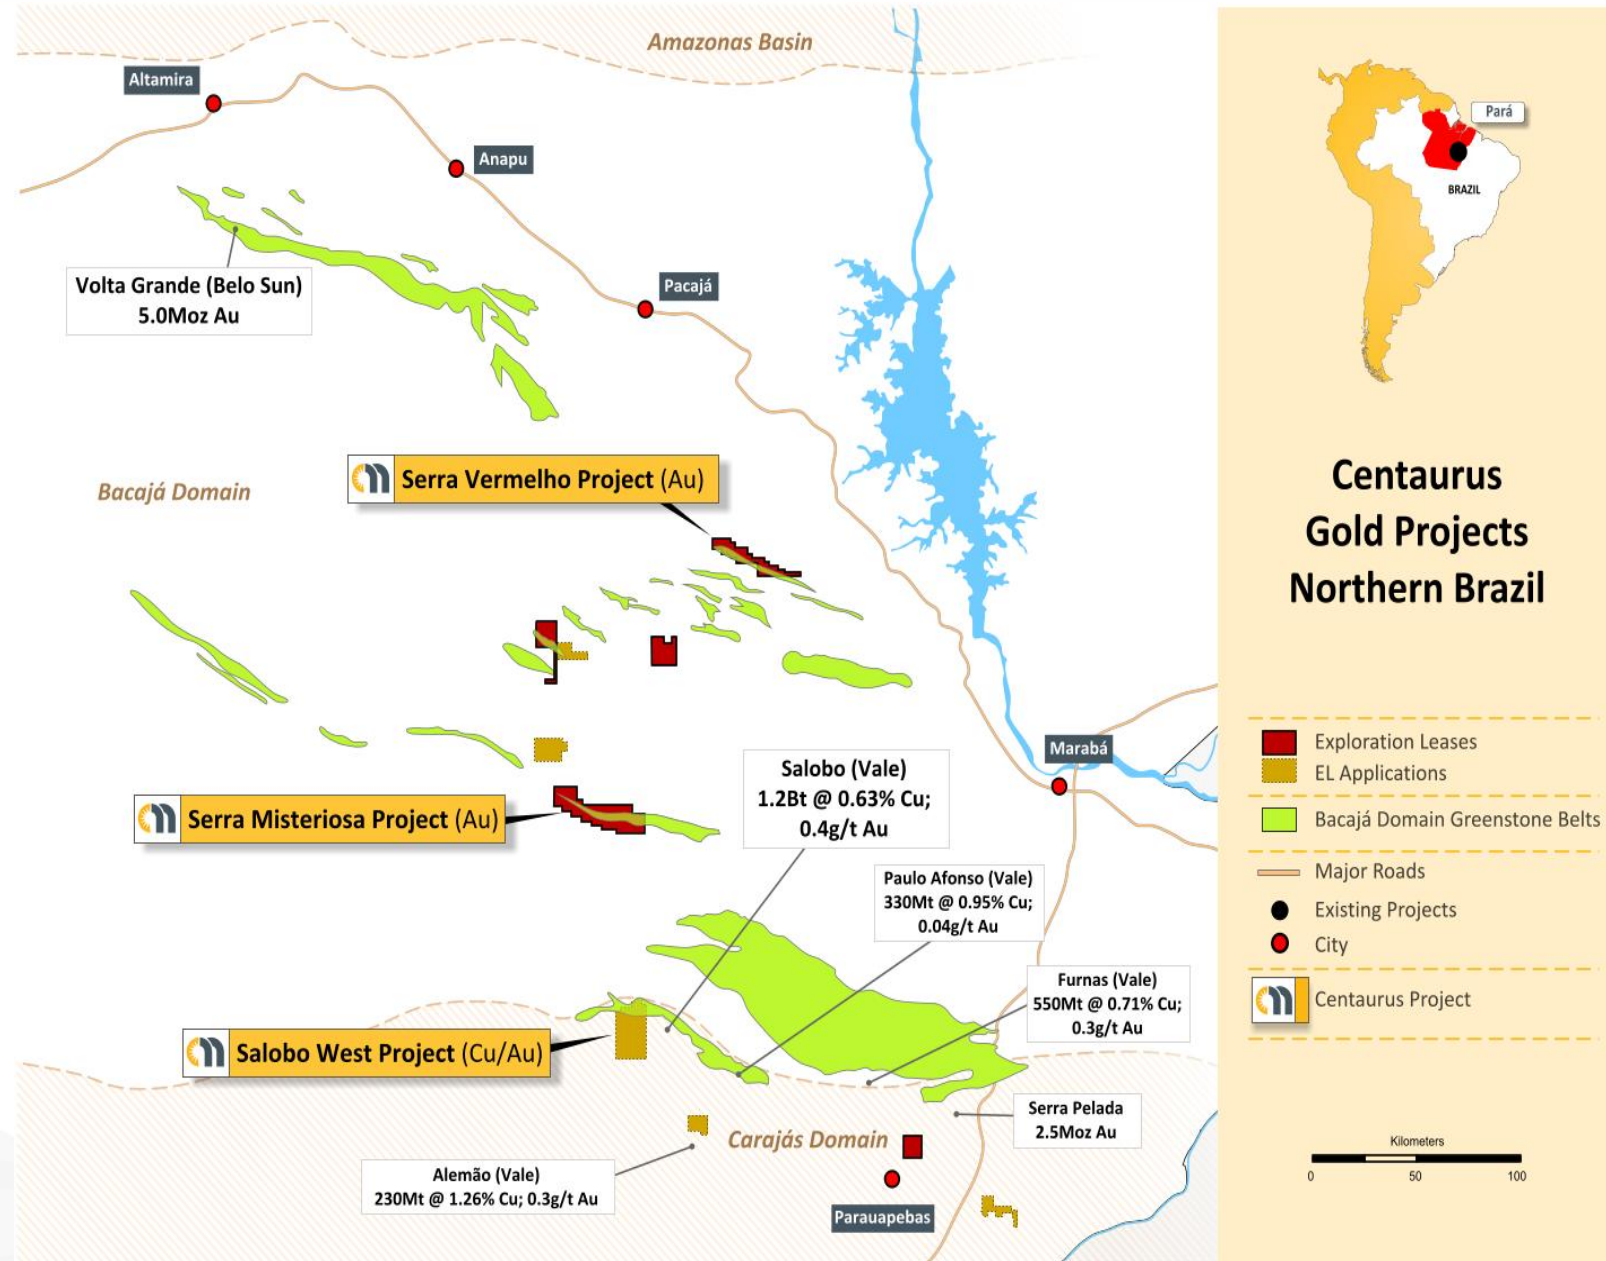 Amazonas Basin
Altamira
Anapu
Volta Grande (Belo Sun)
5.0Moz Au
Pacajá
Bacajá Domain
Serra Vermelho Project (Au)
Marabá
Salobo (Vale)
1.2Bt @ 0.63% Cu;
0.4g/t Au
Serra Misteriosa Project (Au)
Paulo Afonso (Vale)
330Mt @ 0.95% Cu;
0.04g/t Au
Furnas (Vale)
550Mt @ 0.71% Cu;
0.3g/t Au
Salobo West Project (Cu/Au)
Serra Pelada
2.5Moz Au
Carajás Domain
Alemão (Vale)
230Mt @ 1.26% Cu; 0.3g/t Au
Parauapebas
Pará
BRAZIL
Centaurus
Gold Projects
Northern Brazil
Exploration Leases
EL Applications
Bacajá Domain Greenstone Belts
Major Roads
Existing Projects
City
Centaurus Project
Kilometers
0 50 100